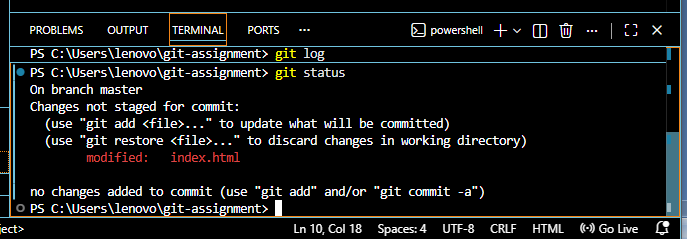 PROBLEMS OUTPUT TERMINAL PORTS ... powershell ...
PS C:\Users\lenovo\git-assignment> git log
PS C:\Users\lenovo\git-assignment> git status
On branch master
Changes not staged for commit:
  (use "git add <file>..." to update what will be committed)
  (use "git restore <file>..." to discard changes in working directory)
        modified:   index.html

no changes added to commit (use "git add" and/or "git commit -a")
PS C:\Users\lenovo\git-assignment>
ject> Ln 10, Col 18 Spaces: 4 UTF-8 CRLF HTML Go Live